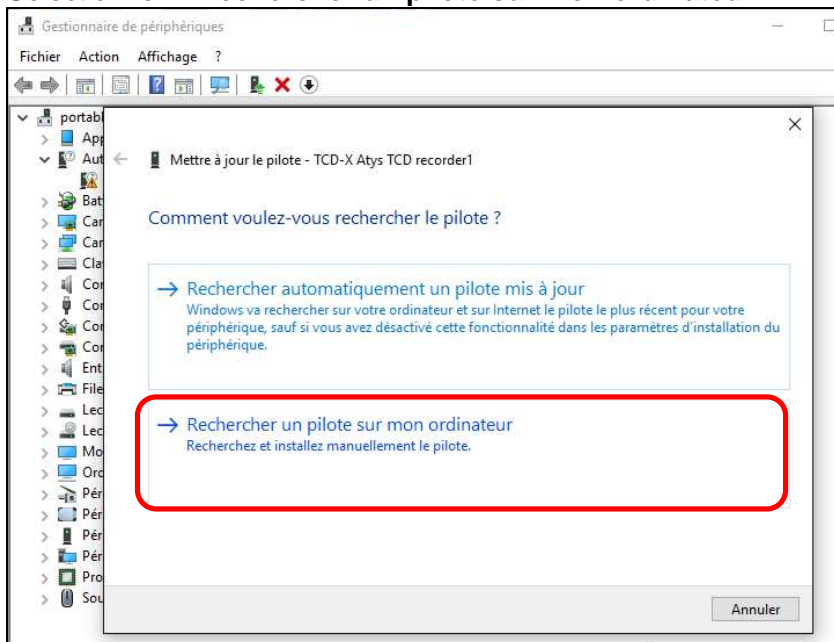 Gestionnaire de périphériques
Fichier Action Affichage ?
portab
App
Aut
Mettre à jour le pilote - TCD-X Atys TCD recorder1
Bat
Comment voulez-vous rechercher le pilote ?
Car
Car
Cla
Cor
→ Rechercher automatiquement un pilote mis à jour
Windows va rechercher sur votre ordinateur et sur Internet le pilote le plus récent pour votre
périphérique, sauf si vous avez désactivé cette fonctionnalité dans les paramètres d'installation du
périphérique.
Cor
Cor
Cor
Ent
File
Lec
→ Rechercher un pilote sur mon ordinateur
Recherchez et installez manuellement le pilote.
Lec
Mo
Ord
Pér
Pér
Pér
Pér
Pro
Sou
Annuler